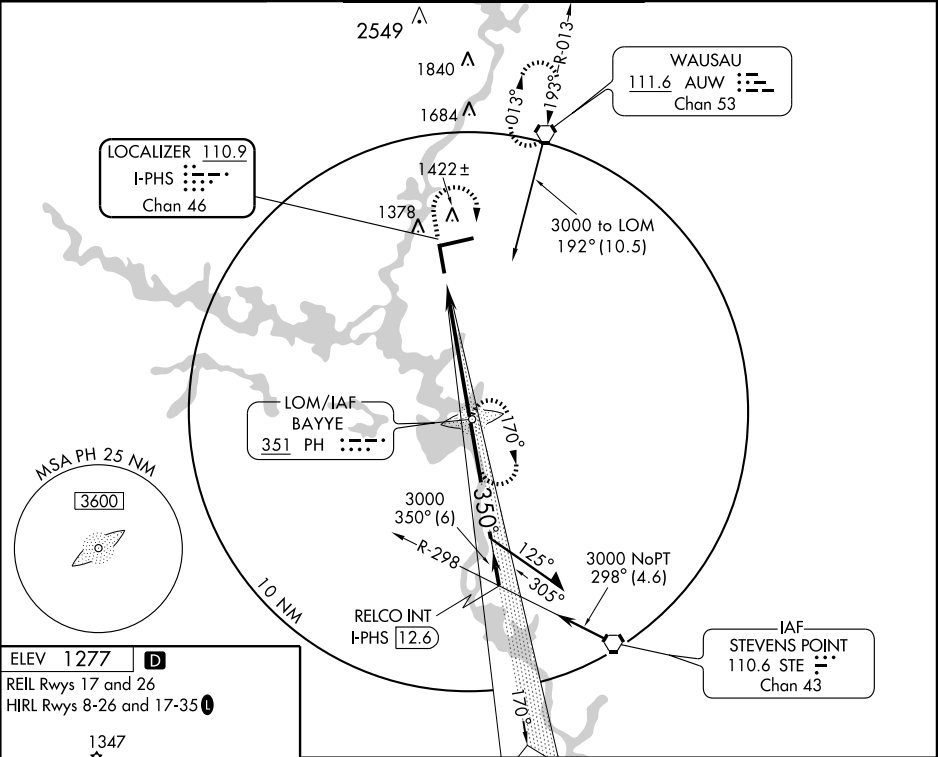 2549
1840
1684
1422 ±
1378
R-013
193°
013°
WAUSAU
111.6 AUW
Chan 53
LOCALIZER 110.9
I-PHS
Chan 46
3000 to LOM
192° (10.5)
LOM/IAF
BAYYE
351 PH
170°
MSA PH 25 NM
3600
350°
3000
350° (6)
R-298
125°
305°
3000 NoPT
298° (4.6)
10 NM
RELCO INT
I-PHS 12.6
IAF
STEVENS POINT
110.6 STE
Chan 43
170°
ELEV 1277 D
REIL Rwys 17 and 26
HIRL Rwys 8-26 and 17-35 L
1347